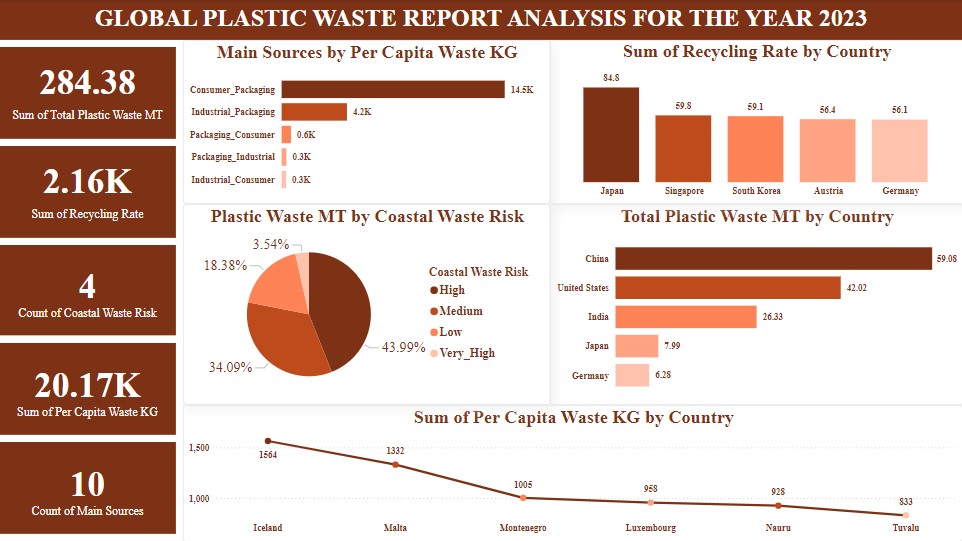 GLOBAL PLASTIC WASTE REPORT ANALYSIS FOR THE YEAR 2023
284.38
Sum of Total Plastic Waste MT
2.16K
Sum of Recycling Rate
4
Count of Coastal Waste Risk
20.17K
Sum of Per Capita Waste KG
10
Count of Main Sources
Main Sources by Per Capita Waste KG
Consumer_Packaging 14.5K
Industrial_Packaging 4.2K
Packaging_Consumer 0.6K
Packaging_Industrial 0.3K
Industrial_Consumer 0.3K
Sum of Recycling Rate by Country
84.8 59.8 59.1 56.4 56.1
Japan Singapore South Korea Austria Germany
Plastic Waste MT by Coastal Waste Risk
3.54%
18.38%
34.09%
43.99%
Coastal Waste Risk
High
Medium
Low
Very_High
Total Plastic Waste MT by Country
China 59.08
United States 42.02
India 26.33
Japan 7.99
Germany 6.28
Sum of Per Capita Waste KG by Country
1,500
1,000
1564 1332 1005 958 928 833
Iceland Malta Montenegro Luxembourg Nauru Tuvalu